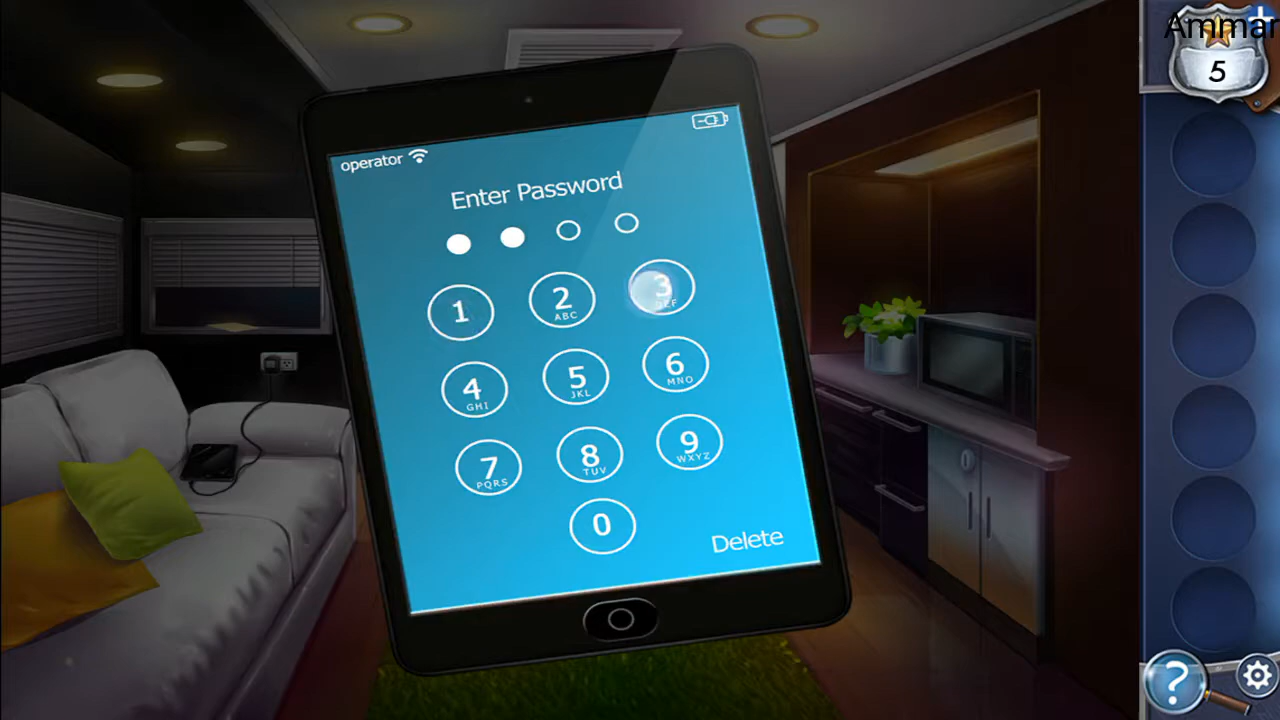 Ammar
5
operator
Enter Password
1
2
ABC
3
DEF
4
GHI
5
JKL
6
MNO
7
PQRS
8
TUV
9
WXYZ
0
Delete
?